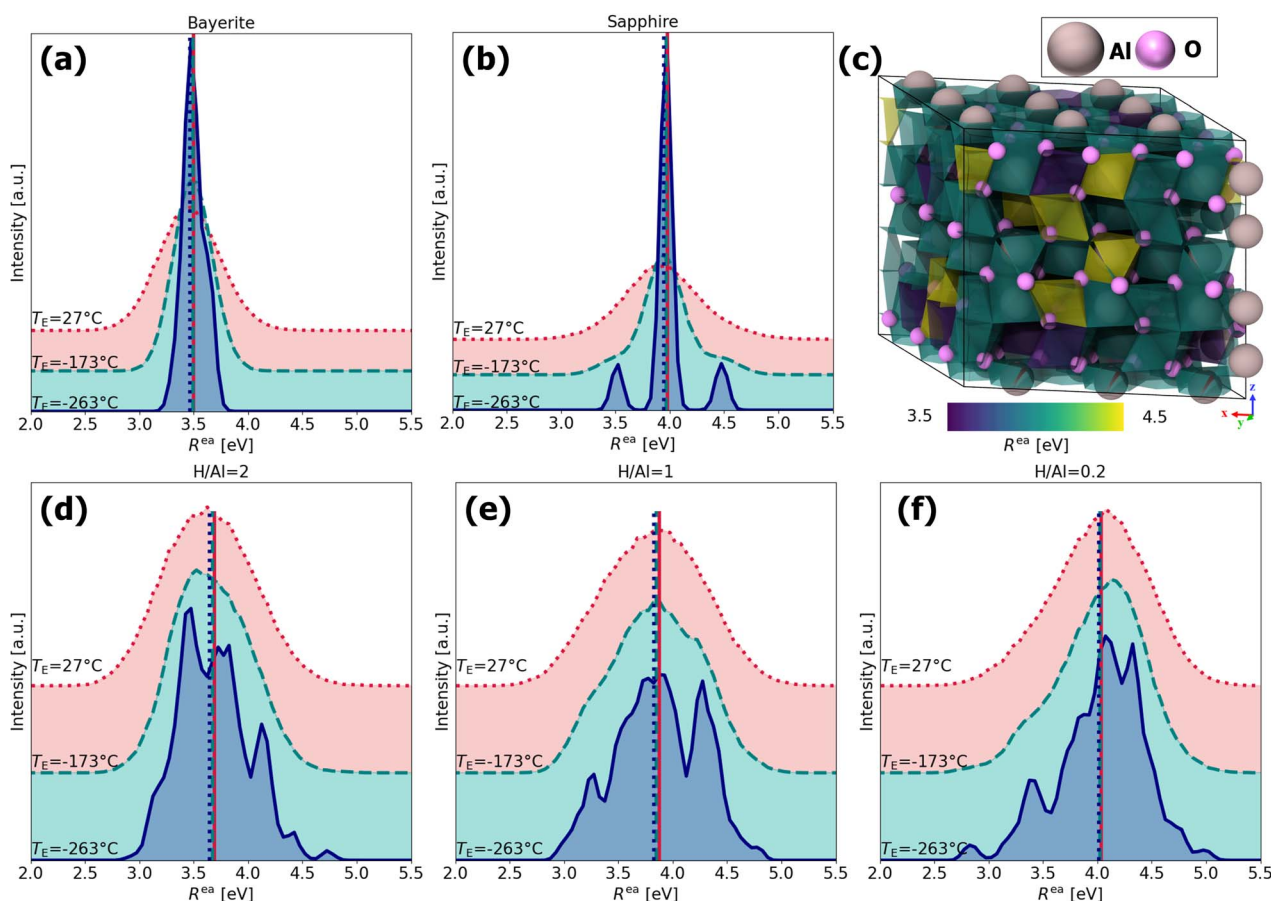 Bayerite
(a)
Intensity [a.u.]
T_E=27°C
T_E=-173°C
T_E=-263°C
2.0 2.5 3.0 3.5 4.0 4.5 5.0 5.5
R^ea [eV]
Sapphire
(b)
Intensity [a.u.]
T_E=27°C
T_E=-173°C
T_E=-263°C
2.0 2.5 3.0 3.5 4.0 4.5 5.0 5.5
R^ea [eV]
(c)
Al O
3.5 4.5
R^ea [eV]
z
x
y
H/Al=2
(d)
Intensity [a.u.]
T_E=27°C
T_E=-173°C
T_E=-263°C
2.0 2.5 3.0 3.5 4.0 4.5 5.0 5.5
R^ea [eV]
H/Al=1
(e)
Intensity [a.u.]
T_E=27°C
T_E=-173°C
T_E=-263°C
2.0 2.5 3.0 3.5 4.0 4.5 5.0 5.5
R^ea [eV]
H/Al=0.2
(f)
Intensity [a.u.]
T_E=27°C
T_E=-173°C
T_E=-263°C
2.0 2.5 3.0 3.5 4.0 4.5 5.0 5.5
R^ea [eV]